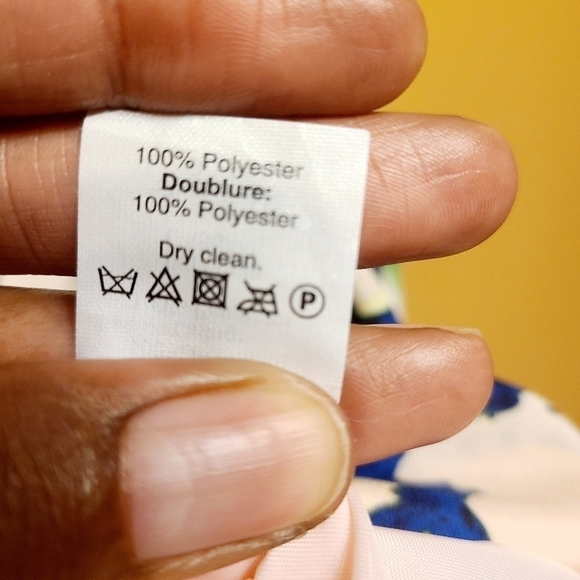 100% Polyester
Doublure:
100% Polyester
Dry clean.
P